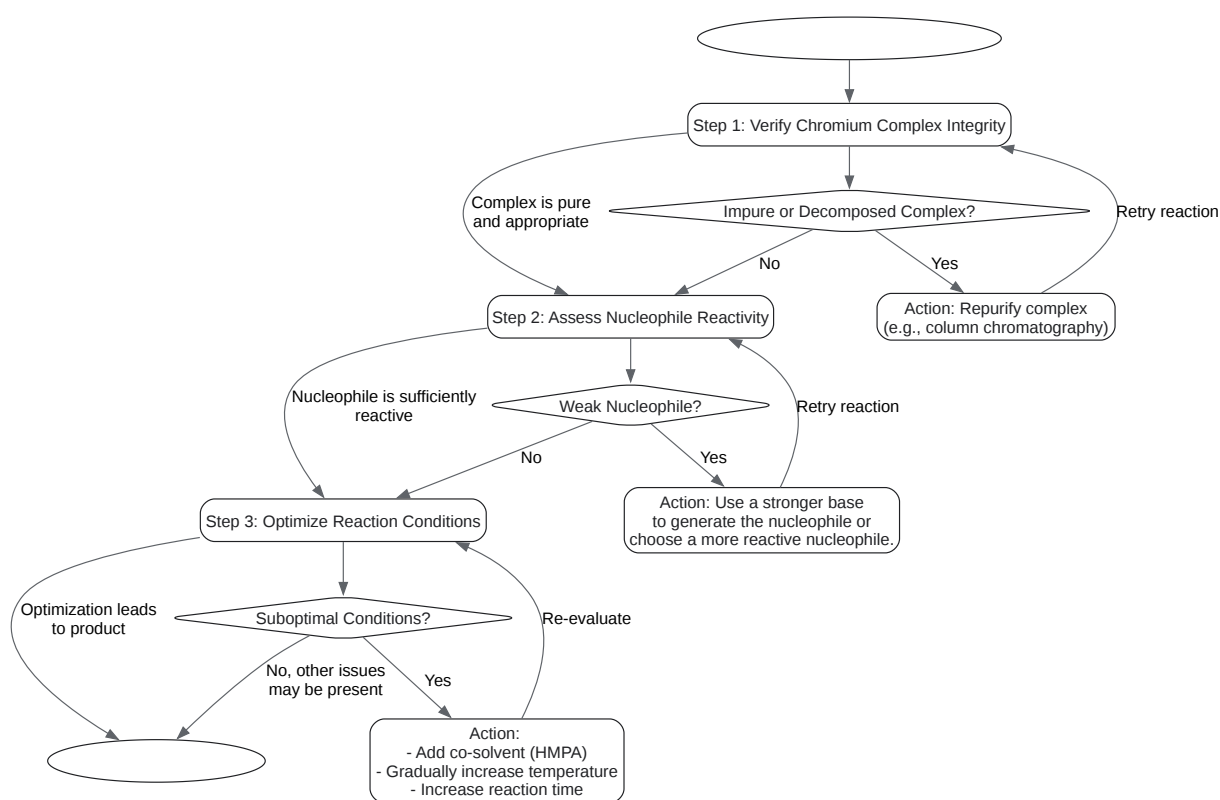 Step 1: Verify Chromium Complex Integrity
Complex is pure
and appropriate
Impure or Decomposed Complex?
Retry reaction
No
Yes
Step 2: Assess Nucleophile Reactivity
Action: Repurify complex
(e.g., column chromatography)
Nucleophile is sufficiently
reactive
Weak Nucleophile?
Retry reaction
No
Yes
Step 3: Optimize Reaction Conditions
Action: Use a stronger base
to generate the nucleophile or
choose a more reactive nucleophile.
Optimization leads
to product
Suboptimal Conditions?
Re-evaluate
No, other issues
may be present
Yes
Action:
- Add co-solvent (HMPA)
- Gradually increase temperature
- Increase reaction time